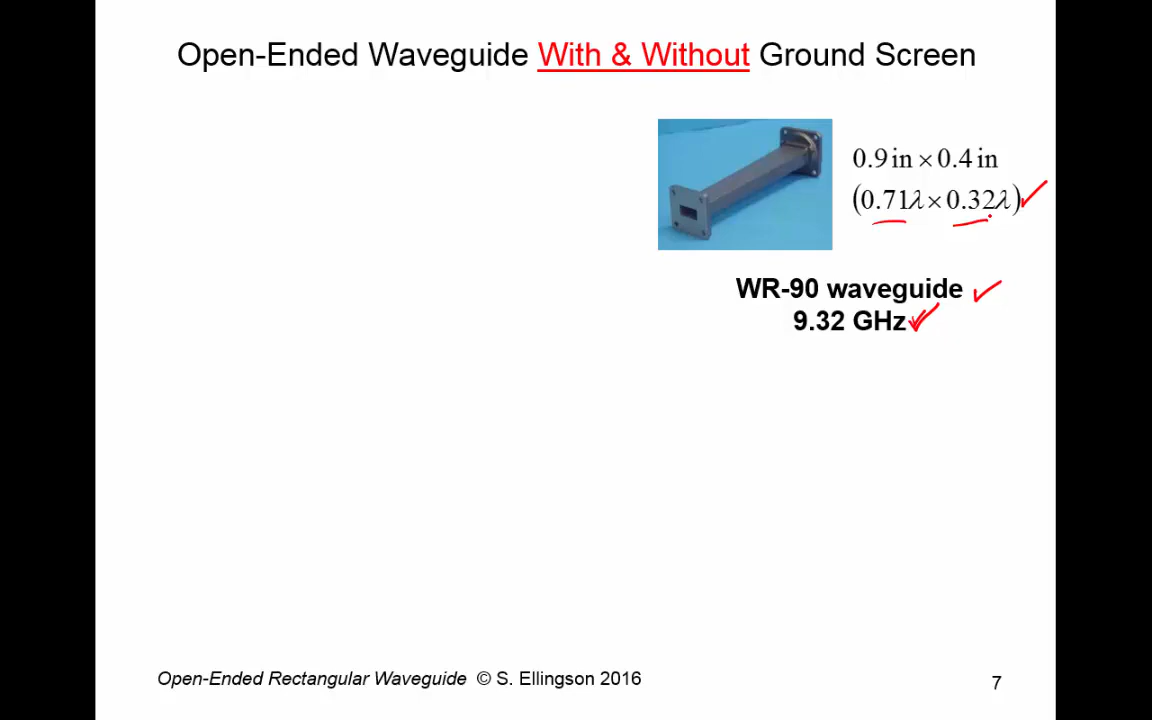 Open-Ended Waveguide With & Without Ground Screen
0.9 in × 0.4 in
(0.71λ × 0.32λ)
WR-90 waveguide
9.32 GHz
Open-Ended Rectangular Waveguide © S. Ellingson 2016
7